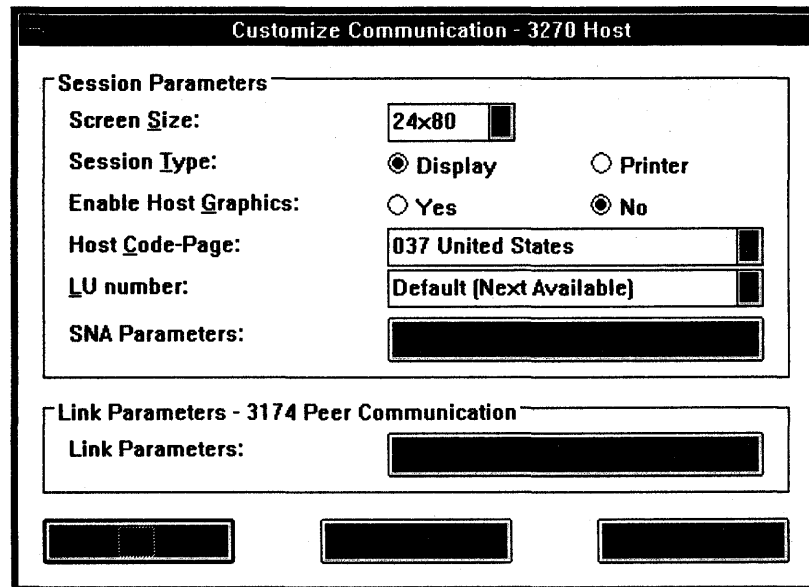 Customize Communication - 3270 Host
Session Parameters
Screen Size: 24x80
Session Type: Display Printer
Enable Host Graphics: Yes No
Host Code-Page: 037 United States
LU number: Default (Next Available)
SNA Parameters:
Link Parameters - 3174 Peer Communication
Link Parameters: